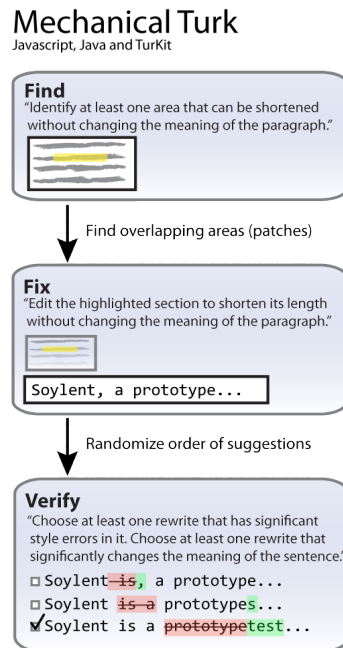 Mechanical Turk
Javascript, Java and TurKit
Find
“Identify at least one area that can be shortened
without changing the meaning of the paragraph.”
Find overlapping areas (patches)
Fix
“Edit the highlighted section to shorten its length
without changing the meaning of the paragraph.”
Soylent, a prototype...
Randomize order of suggestions
Verify
“Choose at least one rewrite that has significant
style errors in it. Choose at least one rewrite that
significantly changes the meaning of the sentence.”
Soylent is, a prototype...
Soylent is a prototypes...
Soylent is a prototypetest...